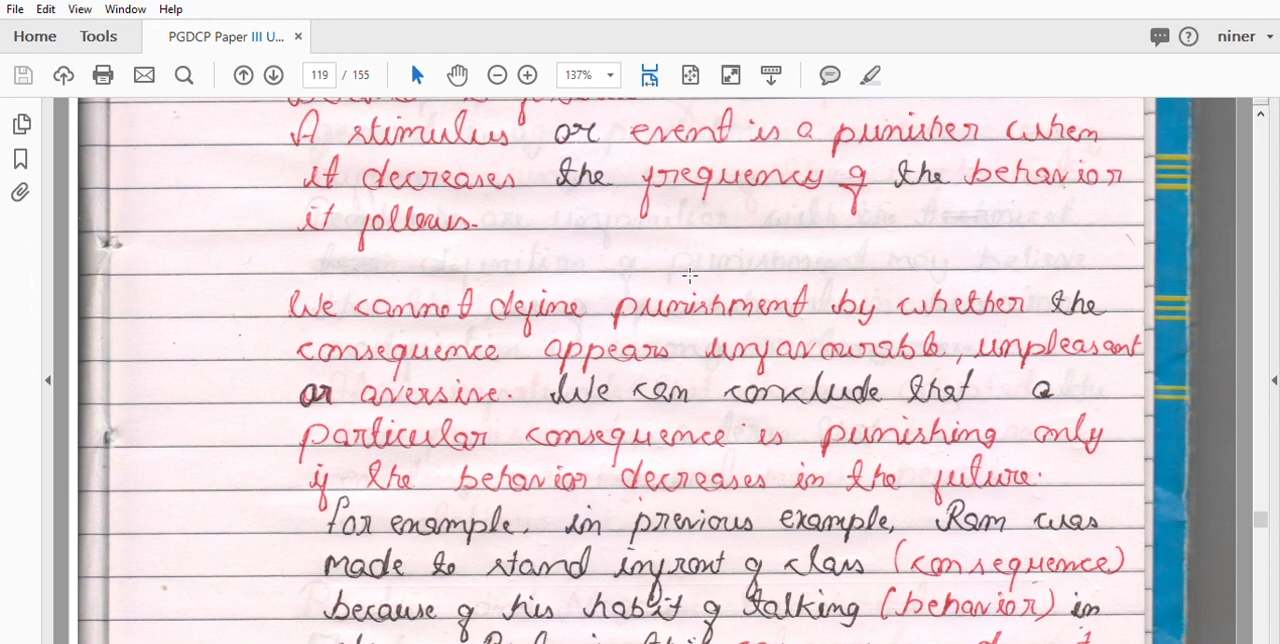 File Edit View Window Help
Home Tools PGDCP Paper III U... × niner
119 / 155 137%
A stimulus or event is a punisher when
it decreases the frequency of the behavior
it follows.
We cannot define punishment by whether the
consequence appears unfavourable, unpleasant
or aversive. We can conclude that a
particular consequence is punishing only
if the behavior decreases in the future.
For example, in previous example, Ram was
made to stand infront of class (consequence)
because of his habit of talking (behavior) in